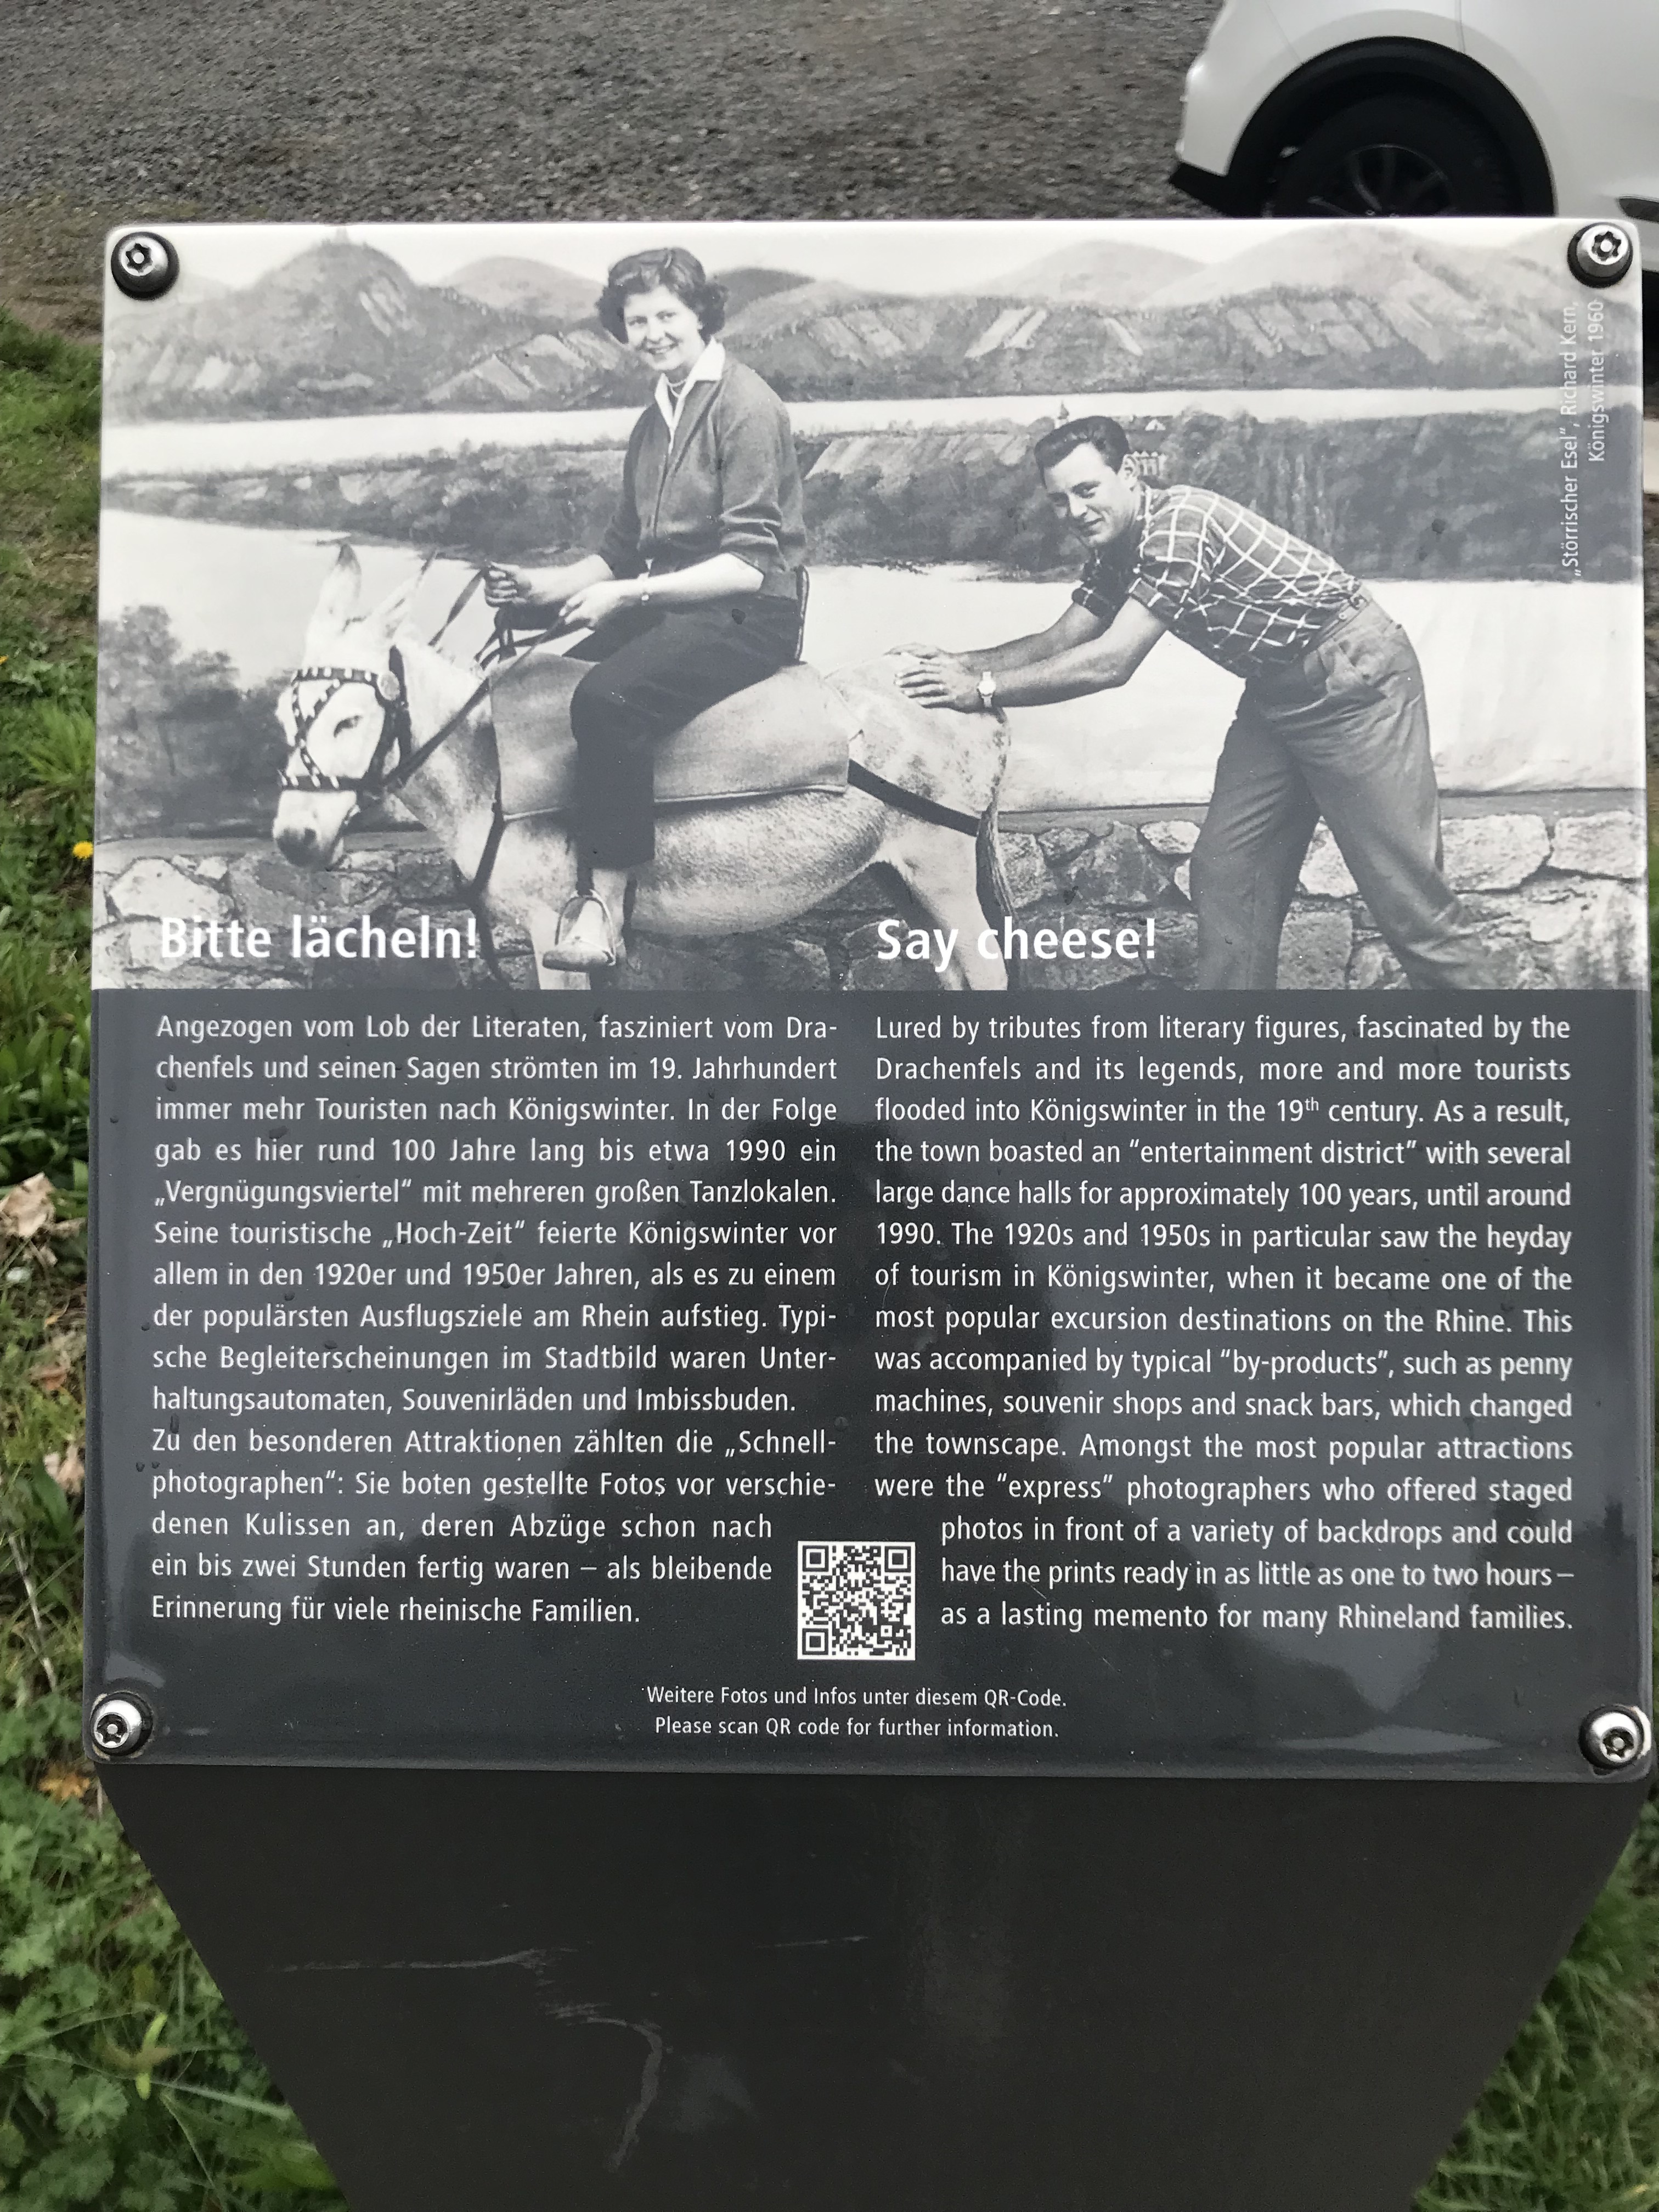 „Störrischer Esel“, Richard Kern,
Königswinter 1960
Bitte lächeln!
Angezogen vom Lob der Literaten, fasziniert vom Dra-
chenfels und seinen Sagen strömten im 19. Jahrhundert
immer mehr Touristen nach Königswinter. In der Folge
gab es hier rund 100 Jahre lang bis etwa 1990 ein
„Vergnügungsviertel“ mit mehreren großen Tanzlokalen.
Seine touristische „Hoch-Zeit“ feierte Königswinter vor
allem in den 1920er und 1950er Jahren, als es zu einem
der populärsten Ausflugsziele am Rhein aufstieg. Typi-
sche Begleiterscheinungen im Stadtbild waren Unter-
haltungsautomaten, Souvenirläden und Imbissbuden.
Zu den besonderen Attraktionen zählten die „Schnell-
photographen“: Sie boten gestellte Fotos vor verschie-
denen Kulissen an, deren Abzüge schon nach
ein bis zwei Stunden fertig waren – als bleibende
Erinnerung für viele rheinische Familien.
Say cheese!
Lured by tributes from literary figures, fascinated by the
Drachenfels and its legends, more and more tourists
flooded into Königswinter in the 19th century. As a result,
the town boasted an “entertainment district” with several
large dance halls for approximately 100 years, until around
1990. The 1920s and 1950s in particular saw the heyday
of tourism in Königswinter, when it became one of the
most popular excursion destinations on the Rhine. This
was accompanied by typical “by-products”, such as penny
machines, souvenir shops and snack bars, which changed
the townscape. Amongst the most popular attractions
were the “express” photographers who offered staged
photos in front of a variety of backdrops and could
have the prints ready in as little as one to two hours –
as a lasting memento for many Rhineland families.
Weitere Fotos und Infos unter diesem QR-Code.
Please scan QR code for further information.